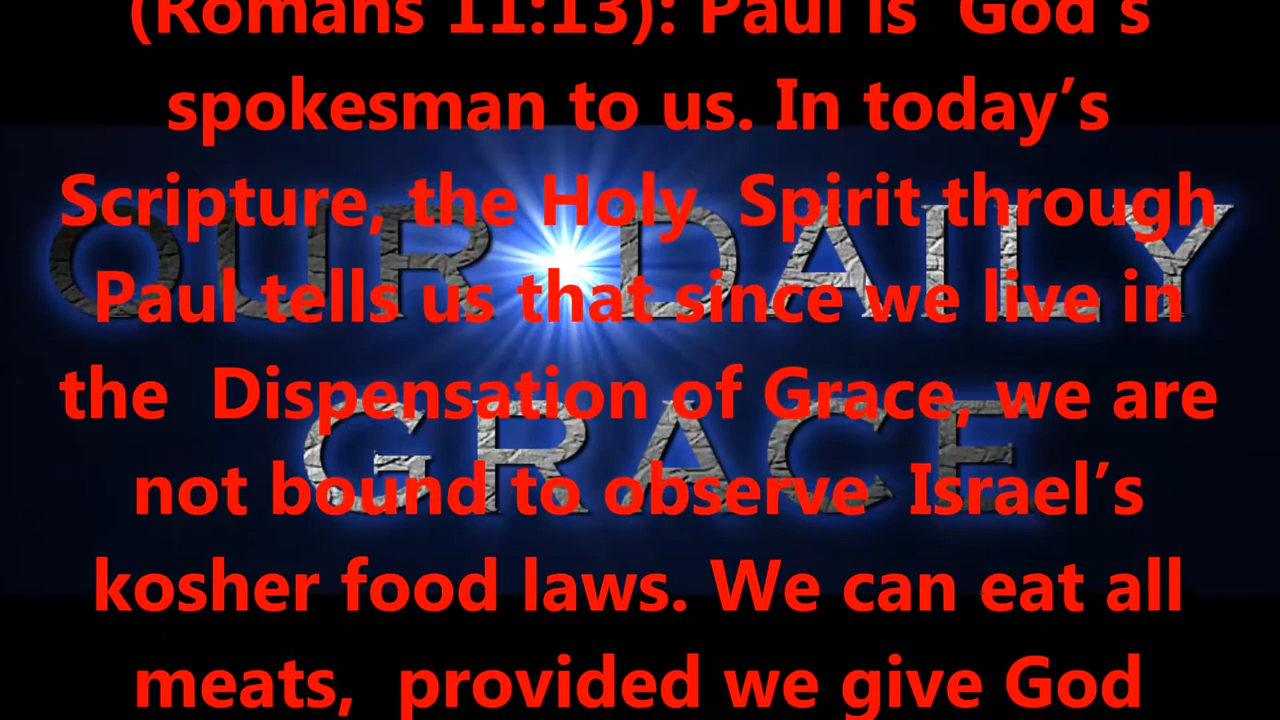 (Romans 11:13): Paul is God's
spokesman to us. In today’s
Scripture, the Holy Spirit through
Paul tells us that since we live in
the Dispensation of Grace, we are
not bound to observe Israel’s
kosher food laws. We can eat all
meats, provided we give God
OUR DAILY
GRACE